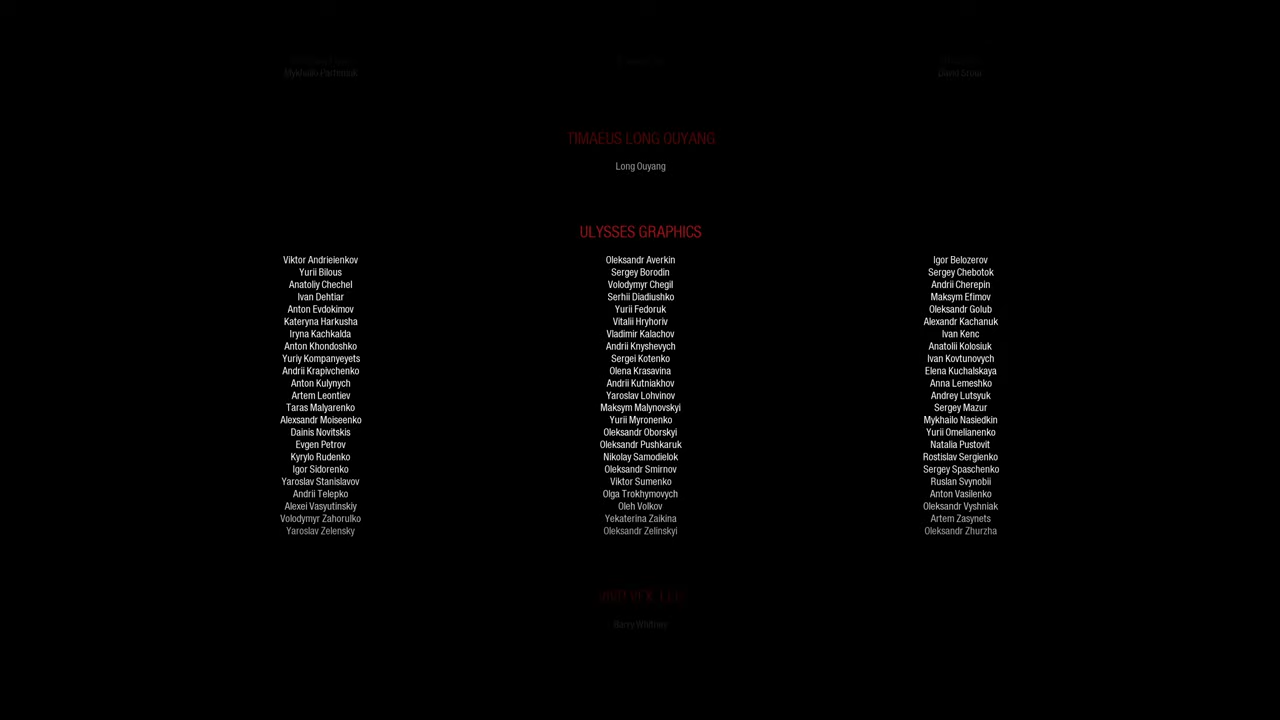 Mykhailo Parhimiuk
David Srour
TIMAEUS LONG OUYANG
Long Ouyang
ULYSSES GRAPHICS
Viktor Andrieienkov Oleksandr Averkin Igor Belozerov
Yurii Bilous Sergey Borodin Sergey Chebotok
Anatoliy Chechel Volodymyr Chegil Andrii Cherepin
Ivan Dehtiar Serhii Diadiushko Maksym Efimov
Anton Evdokimov Yurii Fedoruk Oleksandr Golub
Kateryna Harkusha Vitalii Hryhoriv Alexandr Kachanuk
Iryna Kachkalda Vladimir Kalachov Ivan Kenc
Anton Khondoshko Andrii Knyshevych Anatolii Kolosiuk
Yuriy Kompanyeyets Sergei Kotenko Ivan Kovtunovych
Andrii Krapivchenko Olena Krasavina Elena Kuchalskaya
Anton Kulynych Andrii Kutniakhov Anna Lemeshko
Artem Leontiev Yaroslav Lohvinov Andrey Lutsyuk
Taras Malyarenko Maksym Malynovskyi Sergey Mazur
Alexsandr Moiseenko Yurii Myronenko Mykhailo Nasiedkin
Dainis Novitskis Oleksandr Oborskyi Yurii Omelianenko
Evgen Petrov Oleksandr Pushkaruk Natalia Pustovit
Kyrylo Rudenko Nikolay Samodielok Rostislav Sergienko
Igor Sidorenko Oleksandr Smirnov Sergey Spaschenko
Yaroslav Stanislavov Viktor Sumenko Ruslan Svynobii
Andrii Telepko Olga Trokhymovych Anton Vasilenko
Alexei Vasyutinskiy Oleh Volkov Oleksandr Vyshniak
Volodymyr Zahorulko Yekaterina Zaikina Artem Zasynets
Yaroslav Zelensky Oleksandr Zelinskyi Oleksandr Zhurzha
Barry Whitney